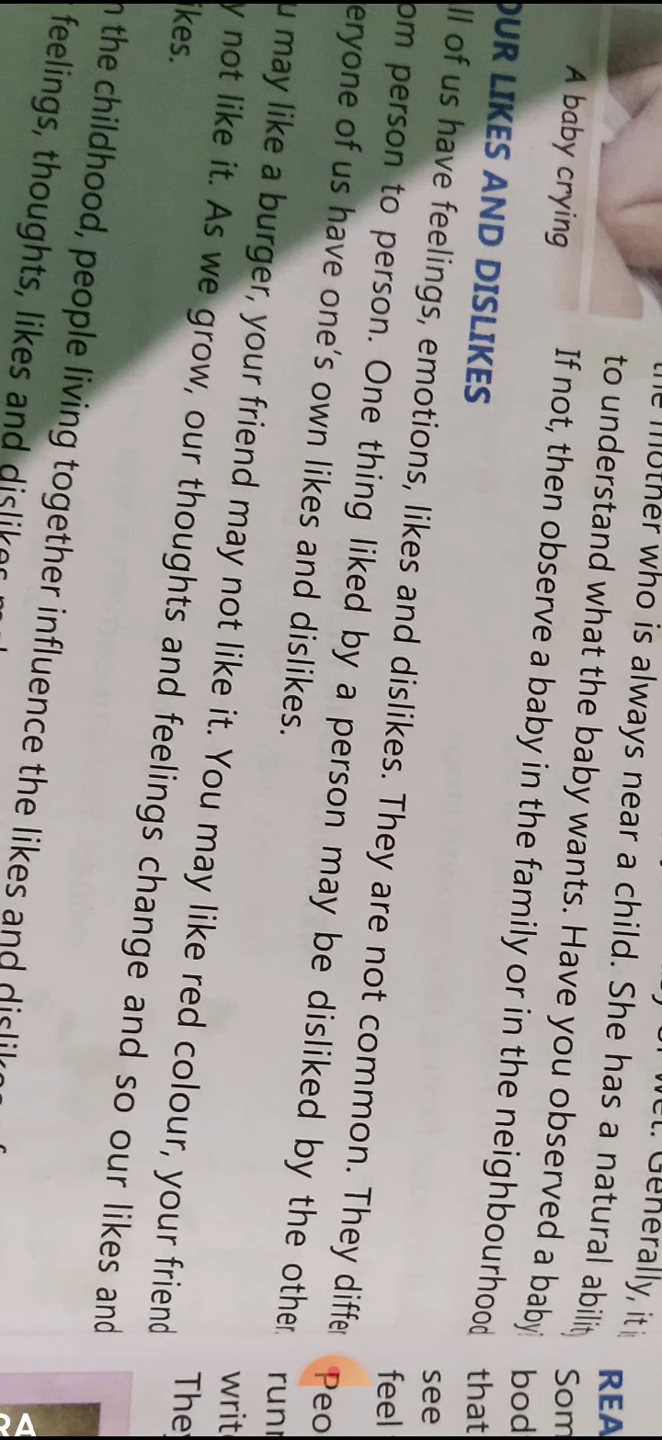 the mother who is always near a child. She has a natural
to understand what the baby wants. Have you observed a baby
If not, then observe a baby in the family or in the neighbourhood
A baby crying
OUR LIKES AND DISLIKES
ll of us have feelings, emotions, likes and dislikes. They are not common. They differ
om person to person. One thing liked by a person may be disliked by the other
eryone of us have one's own likes and dislikes.
u may like a burger, your friend may not like it. You may like red colour, your friend
y not like it. As we grow, our thoughts and feelings change and so our likes and
ikes.
n the childhood, people living together influence the likes and
feelings, thoughts, likes and dislikes
REA
Som
bod
that
see
feel
Peo
runn
writ
They
RA